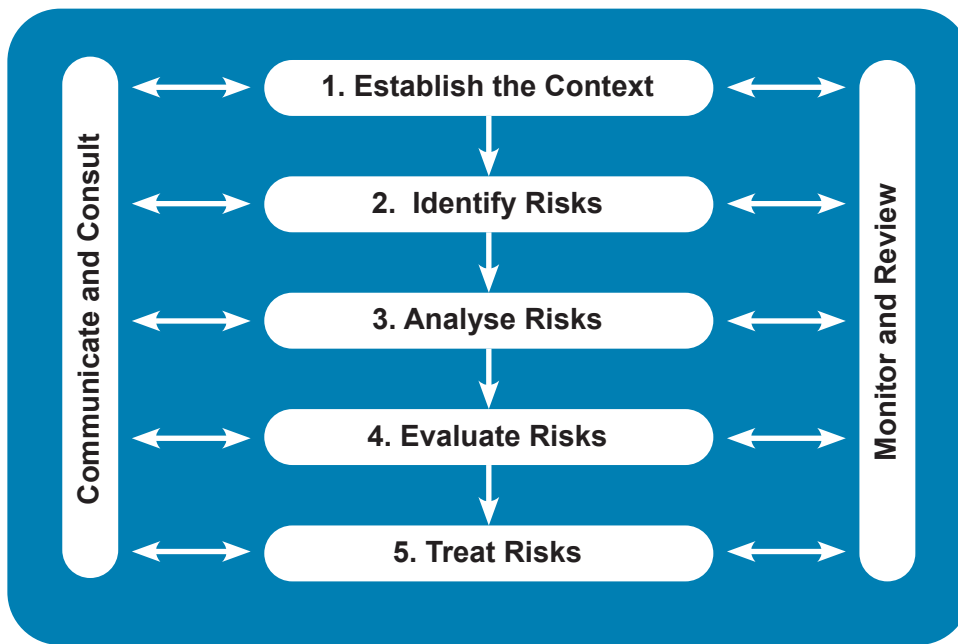 1. Establish the Context
2. Identify Risks
3. Analyse Risks
4. Evaluate Risks
5. Treat Risks
Communicate and Consult
Monitor and Review